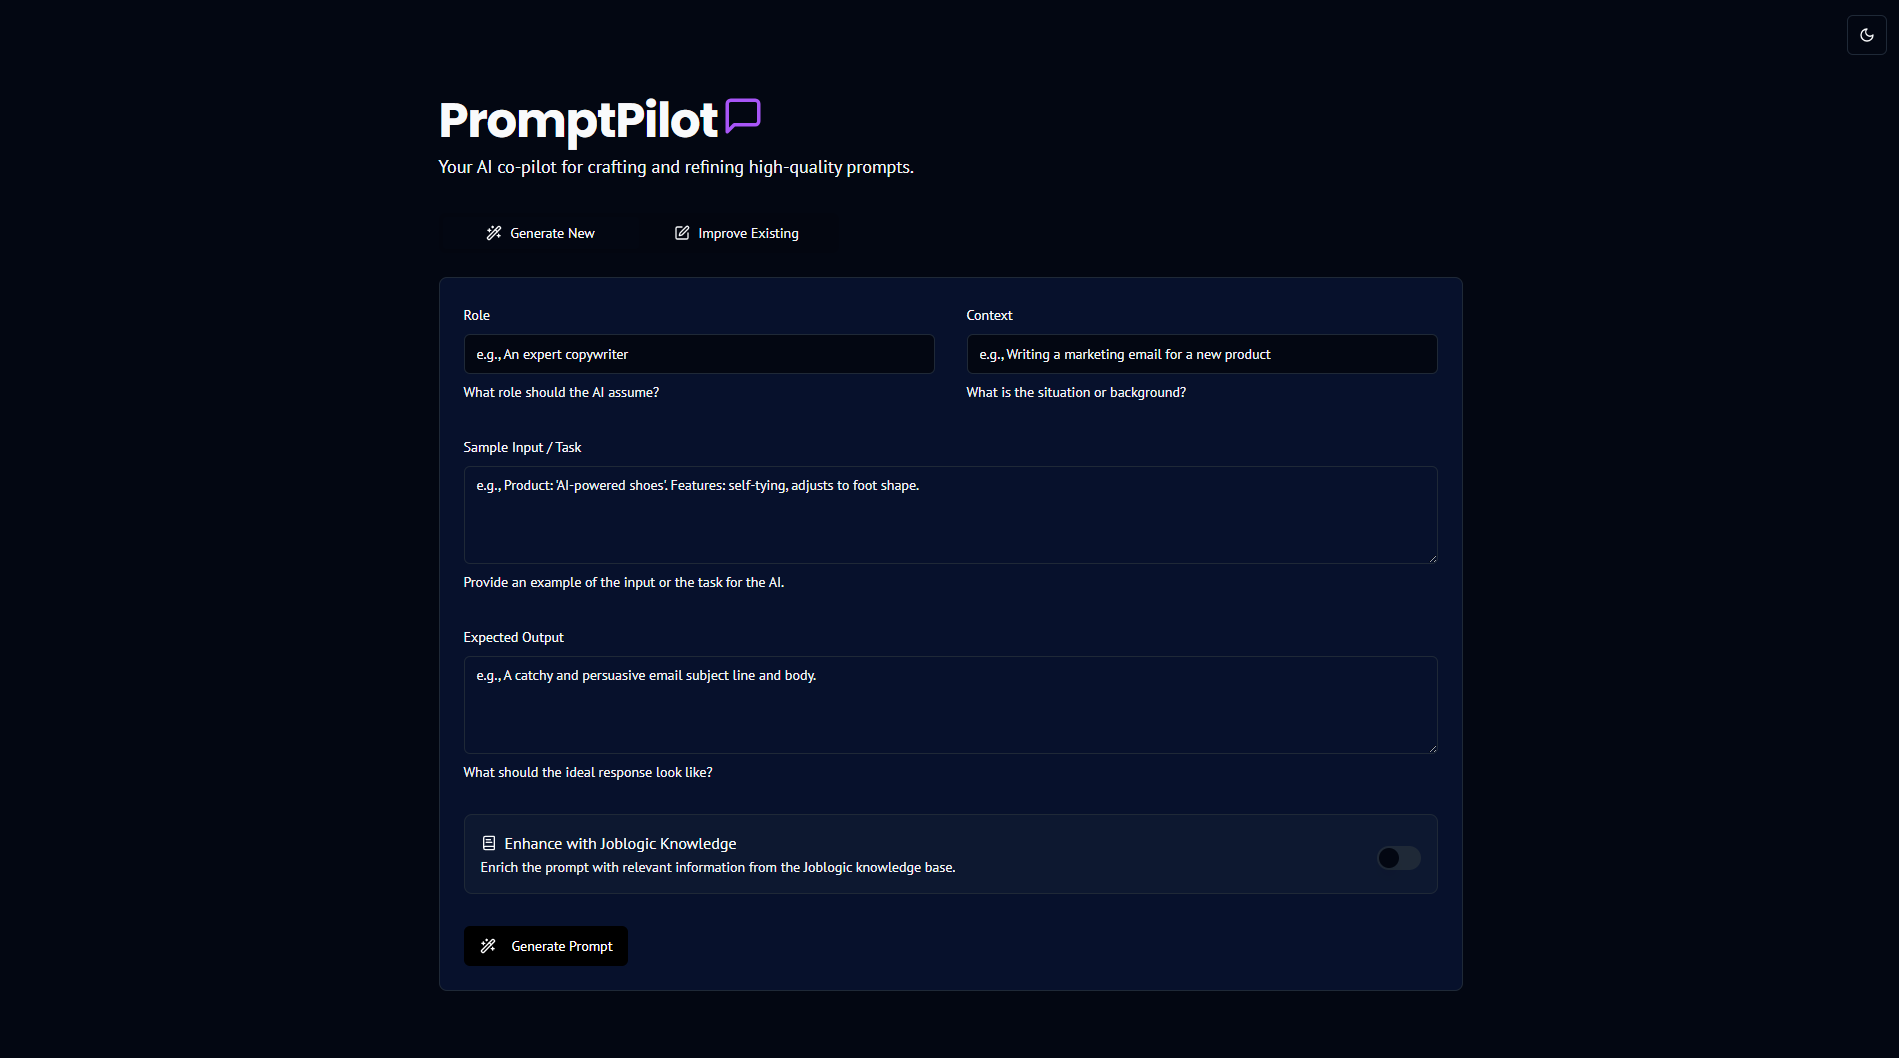 PromptPilot
Your AI co-pilot for crafting and refining high-quality prompts.
Generate New
Improve Existing
Role
Context
e.g., An expert copywriter
e.g., Writing a marketing email for a new product
What role should the AI assume?
What is the situation or background?
Sample Input / Task
e.g., Product: 'AI-powered shoes'. Features: self-tying, adjusts to foot shape.
Provide an example of the input or the task for the AI.
Expected Output
e.g., A catchy and persuasive email subject line and body.
What should the ideal response look like?
Enhance with Joblogic Knowledge
Enrich the prompt with relevant information from the Joblogic knowledge base.
Generate Prompt